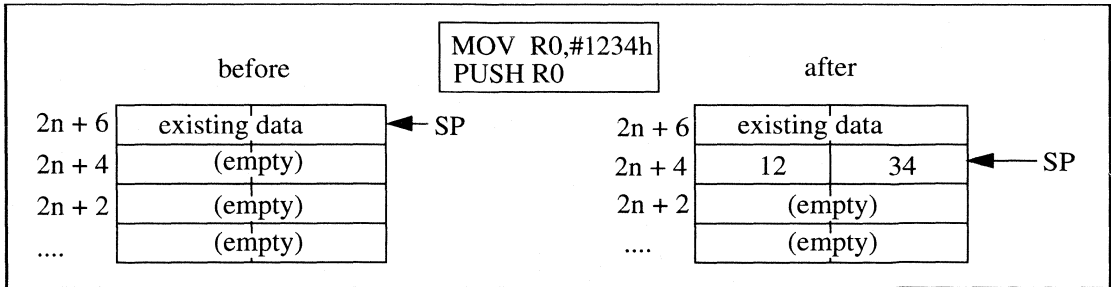 MOV R0,#1234h
PUSH R0
before
after
2n + 6 existing data SP
2n + 4 (empty)
2n + 2 (empty)
.... (empty)
2n + 6 existing data
2n + 4 12 34 SP
2n + 2 (empty)
.... (empty)